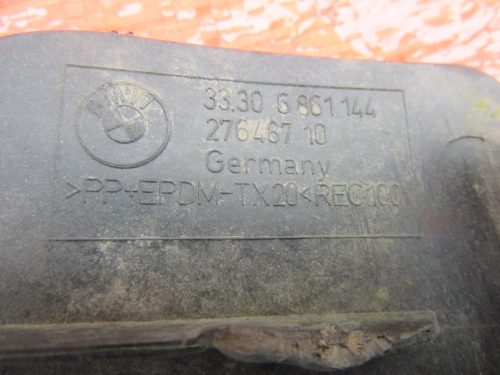 BMW
33.30 6 861 144
276487 10
Germany
>PP+EPDM-TX20<REC100